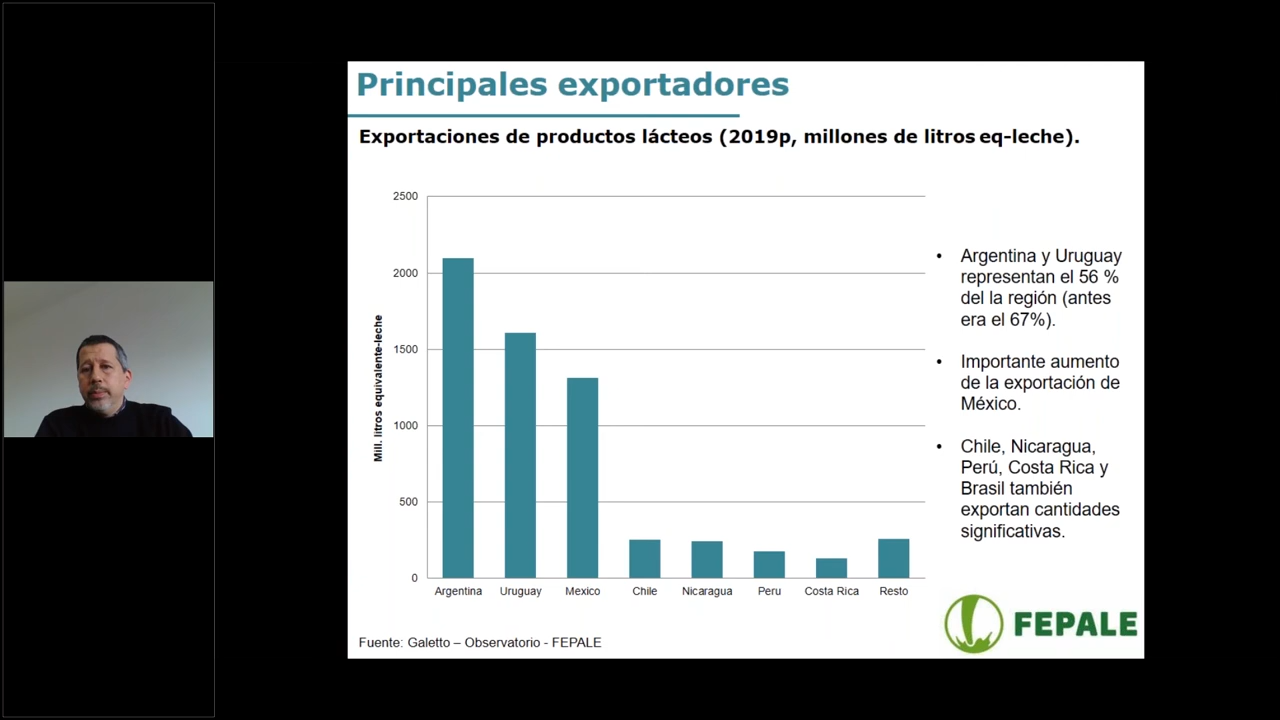 Principales exportadores
Exportaciones de productos lácteos (2019p, millones de litros eq-leche).
2500
2000
1500
1000
500
0
Mill. litros equivalente-leche
Argentina
Uruguay
Mexico
Chile
Nicaragua
Peru
Costa Rica
Resto
• Argentina y Uruguay
representan el 56 %
del la región (antes
era el 67%).
• Importante aumento
de la exportación de
México.
• Chile, Nicaragua,
Perú, Costa Rica y
Brasil también
exportan cantidades
significativas.
Fuente: Galetto – Observatorio - FEPALE
FEPALE